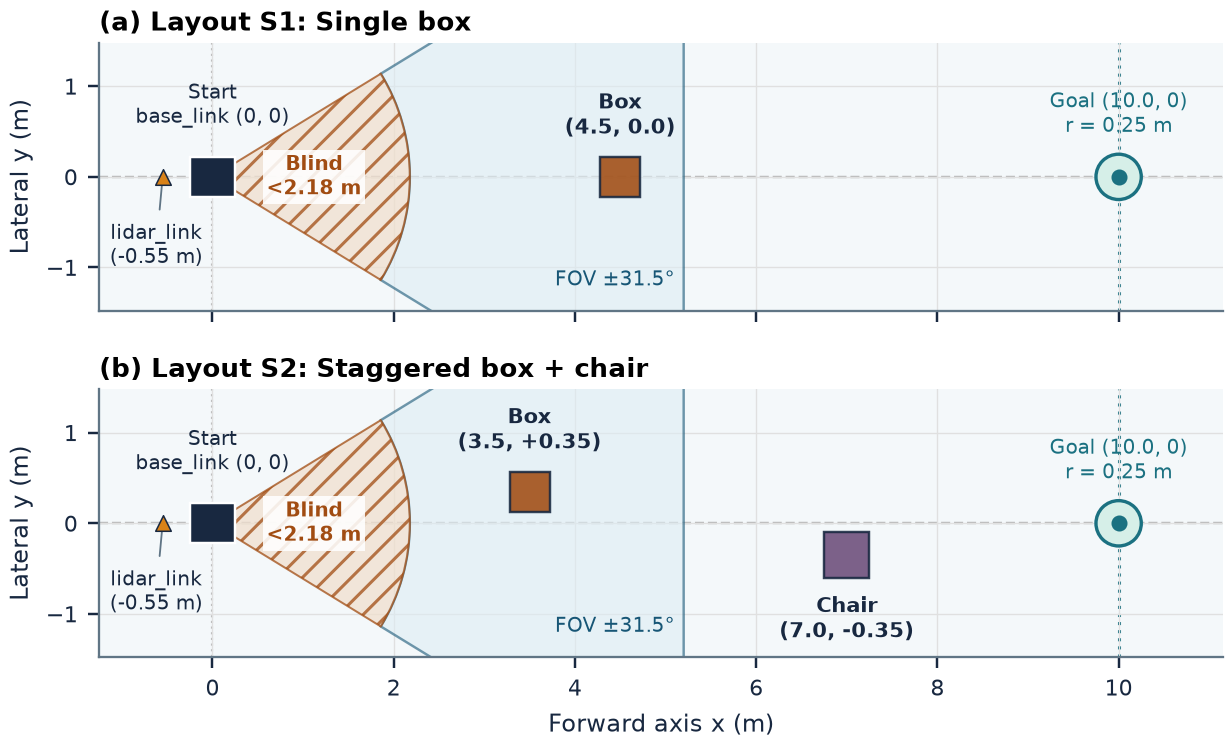 (a) Layout S1: Single box
Lateral y (m)
1
0
−1
Start
base_link (0, 0)
lidar_link
(-0.55 m)
Blind
<2.18 m
Box
(4.5, 0.0)
FOV ±31.5°
Goal (10.0, 0)
r = 0.25 m
(b) Layout S2: Staggered box + chair
Lateral y (m)
1
0
−1
Start
base_link (0, 0)
lidar_link
(-0.55 m)
Blind
<2.18 m
Box
(3.5, +0.35)
FOV ±31.5°
Chair
(7.0, -0.35)
Goal (10.0, 0)
r = 0.25 m
0 2 4 6 8 10
Forward axis x (m)